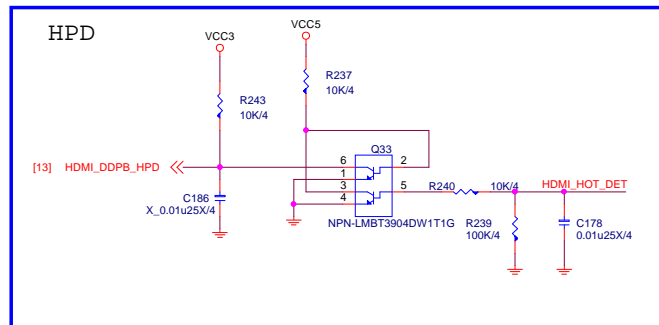 HPD
VCC3
VCC5
R237
10K/4
R243
10K/4
Q33
[13] HDMI_DDPB_HPD
6
2
1
3
5
4
R240
10K/4
HDMI_HOT_DET
C186
X_0.01u25X/4
NPN-LMBT3904DW1T1G
R239
100K/4
C178
0.01u25X/4